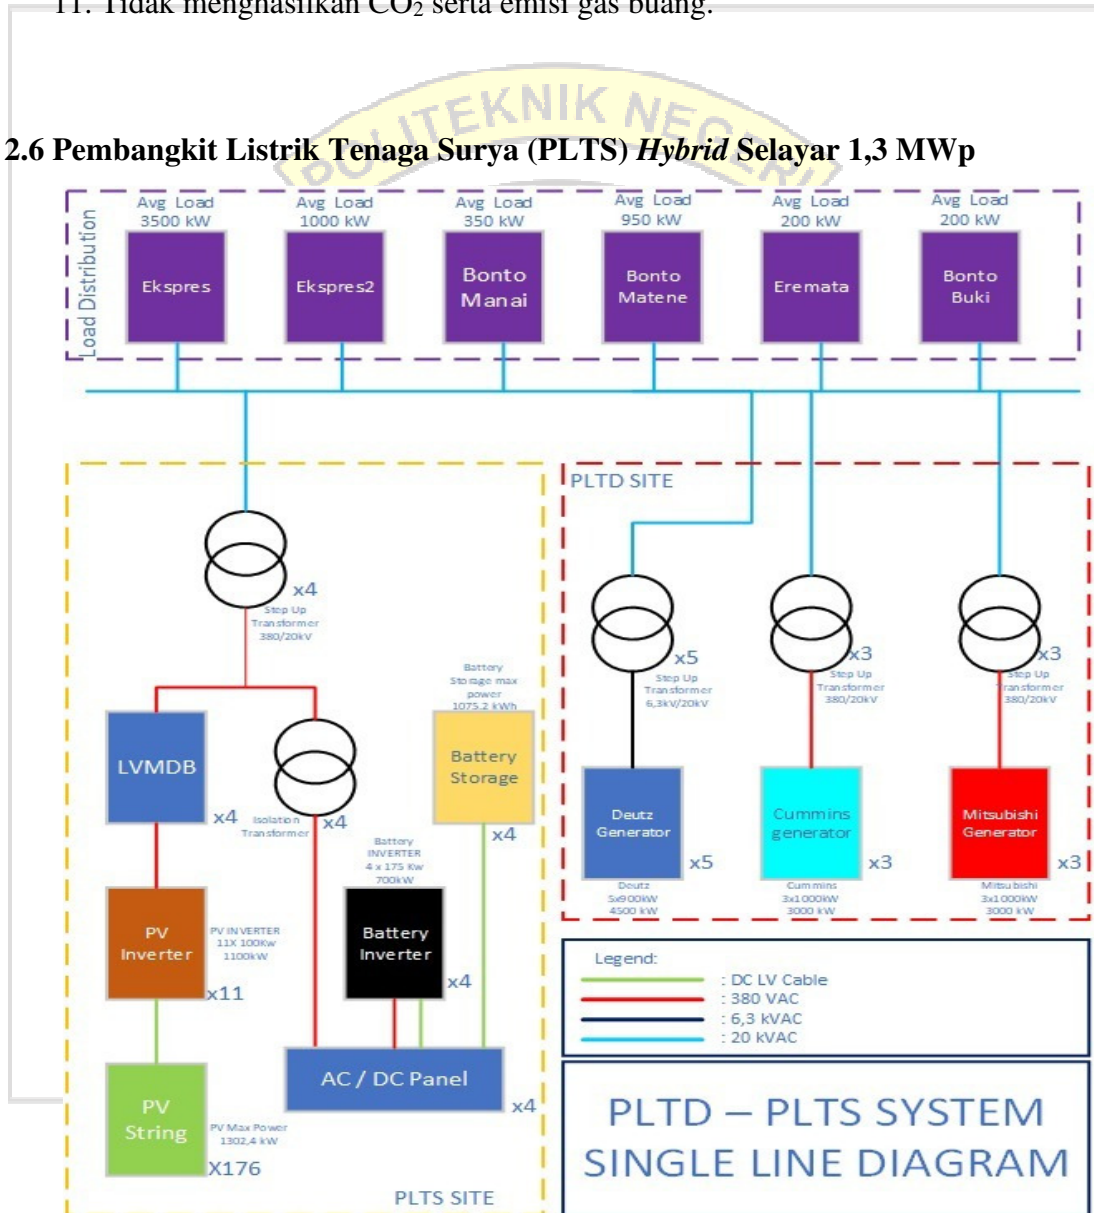 11. Tidak menghasilkan CO₂ serta emisi gas buang.
POLITEKNIK NEGERI
2.6 Pembangkit Listrik Tenaga Surya (PLTS) Hybrid Selayar 1,3 MWp
Load Distribution
Avg Load
3500 kW
Ekspres
Avg Load
1000 kW
Ekspres2
Avg Load
350 kW
Bonto
Manai
Avg Load
950 kW
Bonto
Matene
Avg Load
200 kW
Eremata
Avg Load
200 kW
Bonto
Buki
x4
Step Up
Transformer
380/20kV
LVMDB
x4
Isolation
Transformer
x4
Battery
Storage max
power
1075.2 kWh
Battery
Storage
x4
PV
Inverter
PV INVERTER
11X 100Kw
1100kW
x11
Battery
INVERTER
4 x 175 Kw
700kW
Battery
Inverter
x4
AC / DC Panel
x4
PV
String
PV Max Power
1302,4 kW
X176
PLTS SITE
PLTD SITE
x5
Step Up
Transformer
6,3kV/20kV
x3
Step Up
Transformer
380/20kV
x3
Step Up
Transformer
380/20kV
Deutz
Generator
x5
Deutz
5x900kW
4500 kW
Cummins
generator
x3
Cummins
3x1000kW
3000 kW
Mitsubishi
Generator
x3
Mitsubishi
3x1000kW
3000 kW
Legend:
: DC LV Cable
: 380 VAC
: 6,3 kVAC
: 20 kVAC
PLTD – PLTS SYSTEM
SINGLE LINE DIAGRAM